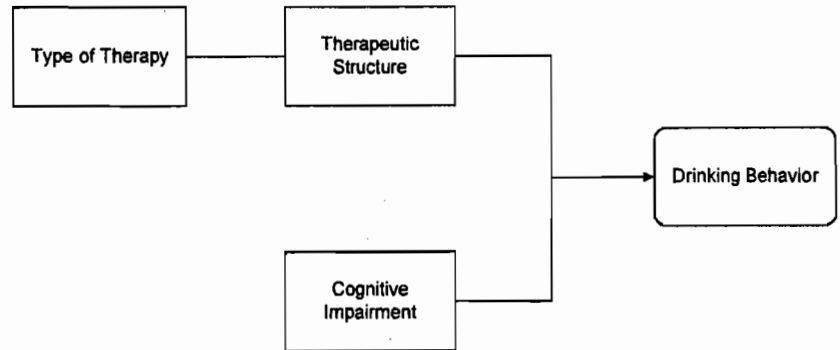 Type of Therapy
Therapeutic
Structure
Drinking Behavior
Cognitive
Impairment